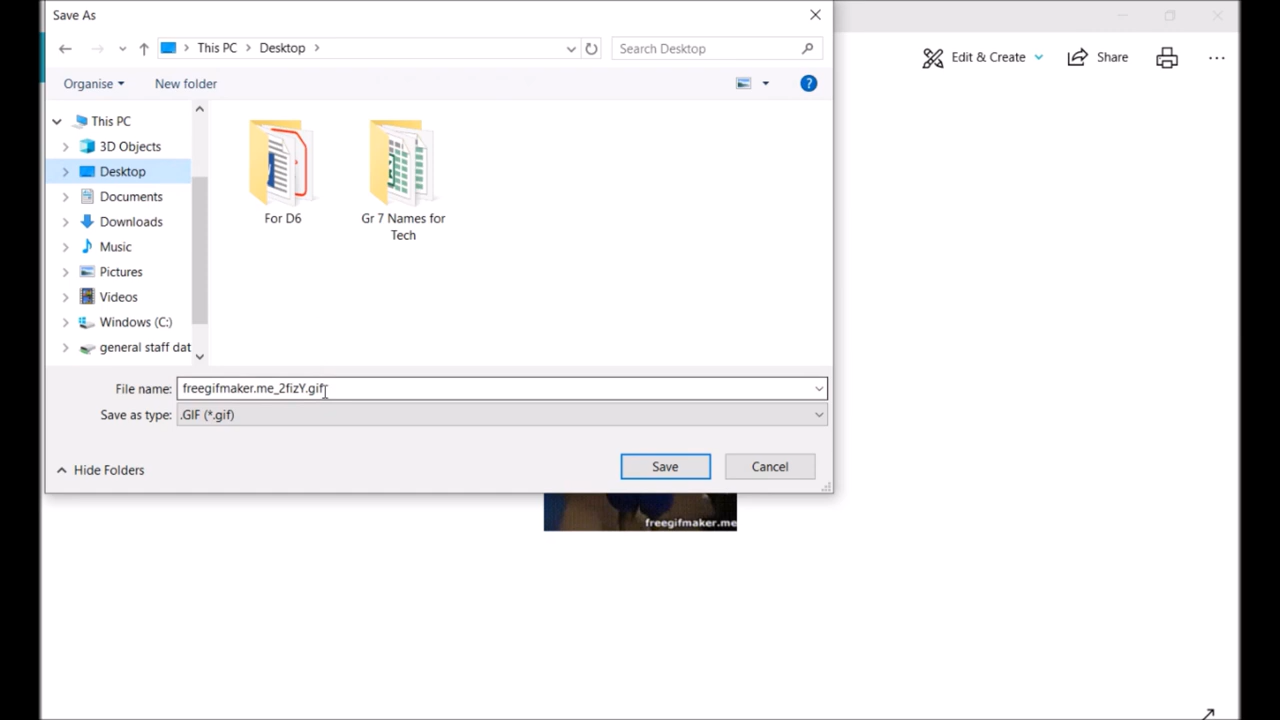 Save As
This PC
Desktop
Search Desktop
Edit & Create
Share
Organise
New folder
This PC
3D Objects
Desktop
Documents
Downloads
Music
Pictures
Videos
Windows (C:)
general staff dat
For D6
Gr 7 Names for
Tech
File name:
freegifmaker.me_2fizY.gif
Save as type:
.GIF (*.gif)
Hide Folders
Save
Cancel
freegifmaker.me